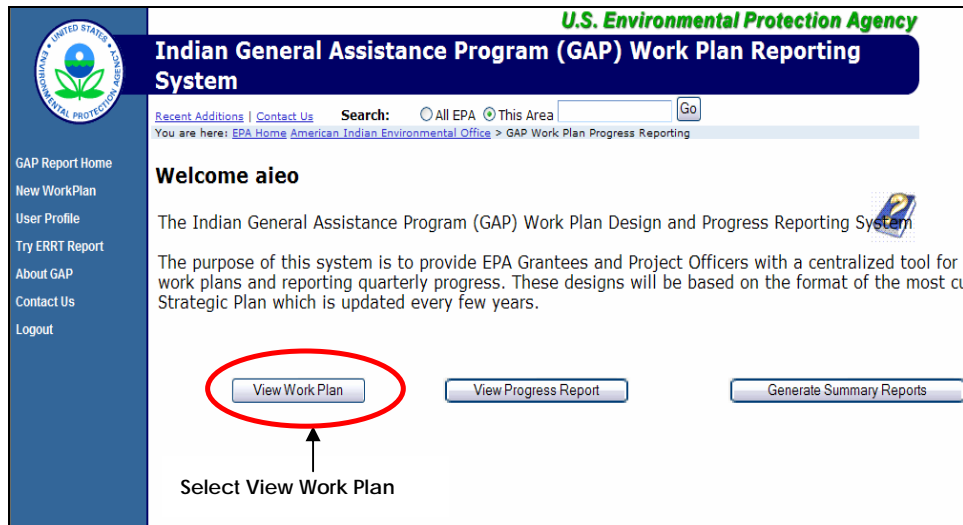 UNITED STATES
ENVIRONMENTAL PROTECTION AGENCY
U.S. Environmental Protection Agency
Indian General Assistance Program (GAP) Work Plan Reporting
System
Recent Additions | Contact Us Search: All EPA This Area Go
You are here: EPA Home American Indian Environmental Office > GAP Work Plan Progress Reporting
GAP Report Home
New WorkPlan
User Profile
Try ERRT Report
About GAP
Contact Us
Logout
Welcome aieo
The Indian General Assistance Program (GAP) Work Plan Design and Progress Reporting System
The purpose of this system is to provide EPA Grantees and Project Officers with a centralized tool for
work plans and reporting quarterly progress. These designs will be based on the format of the most cu
Strategic Plan which is updated every few years.
View Work Plan View Progress Report Generate Summary Reports
Select View Work Plan